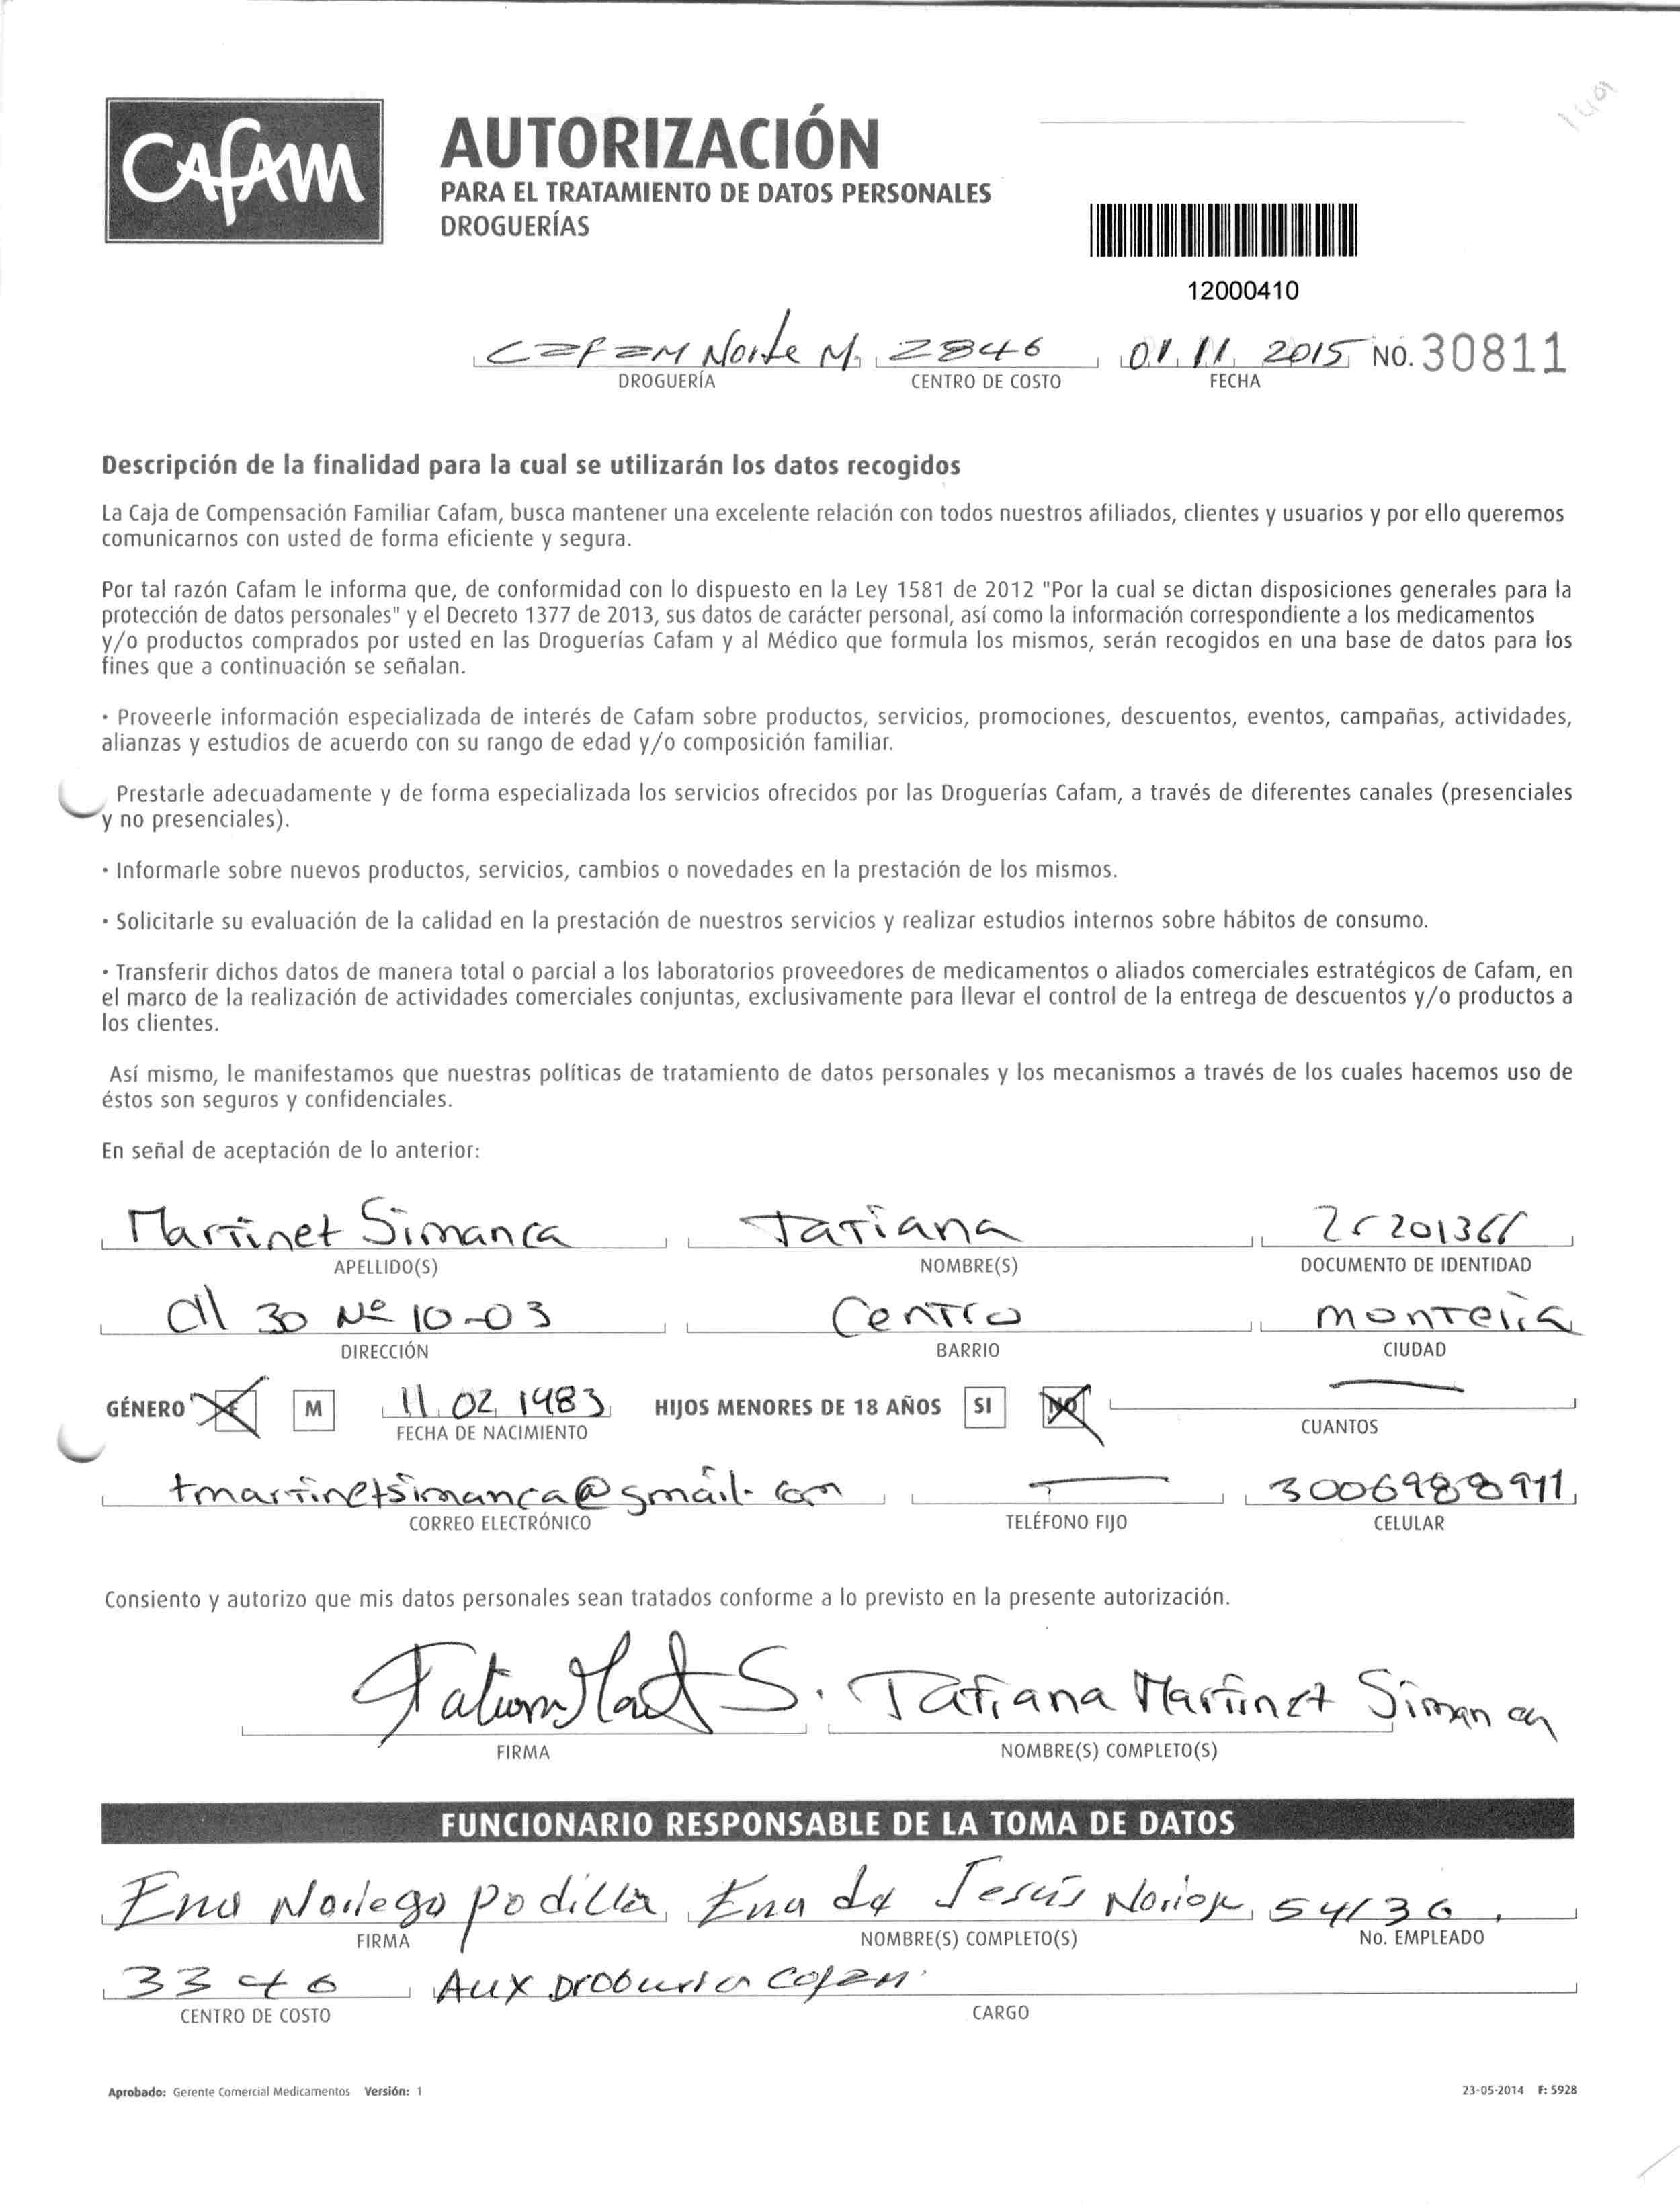 CAFAM
AUTORIZACIÓN
PARA EL TRATAMIENTO DE DATOS PERSONALES
DROGUERÍAS
12000410
Cafam Norte M. 2846 01 11 2015 NO. 30811
DROGUERÍA CENTRO DE COSTO FECHA
Descripción de la finalidad para la cual se utilizarán los datos recogidos
La Caja de Compensación Familiar Cafam, busca mantener una excelente relación con todos nuestros afiliados, clientes y usuarios y por ello queremos
comunicarnos con usted de forma eficiente y segura.
Por tal razón Cafam le informa que, de conformidad con lo dispuesto en la Ley 1581 de 2012 "Por la cual se dictan disposiciones generales para la
protección de datos personales" y el Decreto 1377 de 2013, sus datos de carácter personal, así como la información correspondiente a los medicamentos
y/o productos comprados por usted en las Droguerías Cafam y al Médico que formula los mismos, serán recogidos en una base de datos para los
fines que a continuación se señalan.
• Proveerle información especializada de interés de Cafam sobre productos, servicios, promociones, descuentos, eventos, campañas, actividades,
alianzas y estudios de acuerdo con su rango de edad y/o composición familiar.
Prestarle adecuadamente y de forma especializada los servicios ofrecidos por las Droguerías Cafam, a través de diferentes canales (presenciales
y no presenciales).
• Informarle sobre nuevos productos, servicios, cambios o novedades en la prestación de los mismos.
• Solicitarle su evaluación de la calidad en la prestación de nuestros servicios y realizar estudios internos sobre hábitos de consumo.
• Transferir dichos datos de manera total o parcial a los laboratorios proveedores de medicamentos o aliados comerciales estratégicos de Cafam, en
el marco de la realización de actividades comerciales conjuntas, exclusivamente para llevar el control de la entrega de descuentos y/o productos a
los clientes.
Así mismo, le manifestamos que nuestras políticas de tratamiento de datos personales y los mecanismos a través de los cuales hacemos uso de
éstos son seguros y confidenciales.
En señal de aceptación de lo anterior:
Martinet Simanca Tatiana
APELLIDO(S) NOMBRE(S) DOCUMENTO DE IDENTIDAD
Cll 30 Nº 10-03 Centro Montería
DIRECCIÓN BARRIO CIUDAD
GÉNERO F M 11 02 1983 HIJOS MENORES DE 18 AÑOS SI NO
FECHA DE NACIMIENTO CUANTOS
tmartinetsimanca@gmail.com 3006988911
CORREO ELECTRÓNICO TELÉFONO FIJO CELULAR
Consiento y autorizo que mis datos personales sean tratados conforme a lo previsto en la presente autorización.
Tatiana Martinet Simanca
FIRMA NOMBRE(S) COMPLETO(S)
FUNCIONARIO RESPONSABLE DE LA TOMA DE DATOS
Ena Noriega Padilla Ena de Jesús Noriega 54136
FIRMA NOMBRE(S) COMPLETO(S) No. EMPLEADO
3346 Aux Drogueria Cafam
CENTRO DE COSTO CARGO
Aprobado: Gerente Comercial Medicamentos Versión: 1 23-05-2014 F: 5928